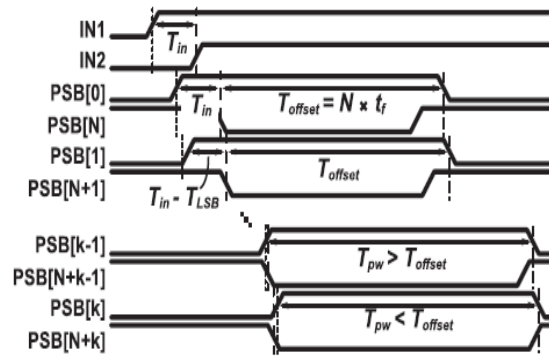 IN1
T_in
IN2
PSB[0]
T_in
T_offset = N × t_f
PSB[N]
PSB[1]
T_offset
PSB[N+1]
T_in - T_LSB
PSB[k-1]
T_pw > T_offset
PSB[N+k-1]
PSB[k]
T_pw < T_offset
PSB[N+k]